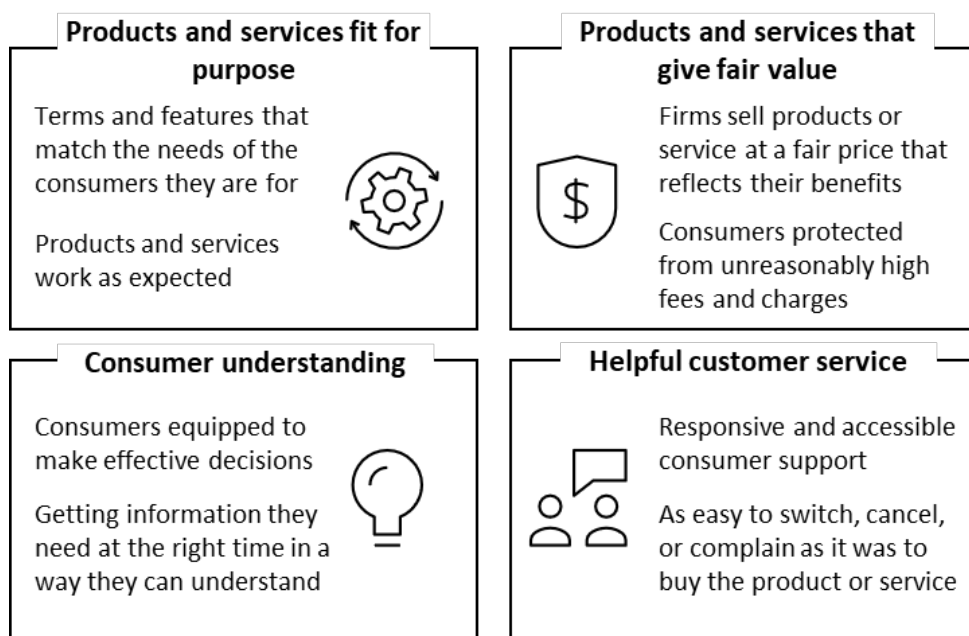 Products and services fit for
purpose
Terms and features that
match the needs of the
consumers they are for
Products and services
work as expected
Products and services that
give fair value
$
Firms sell products or
service at a fair price that
reflects their benefits
Consumers protected
from unreasonably high
fees and charges
Consumer understanding
Consumers equipped to
make effective decisions
Getting information they
need at the right time in a
way they can understand
Helpful customer service
Responsive and accessible
consumer support
As easy to switch, cancel,
or complain as it was to
buy the product or service